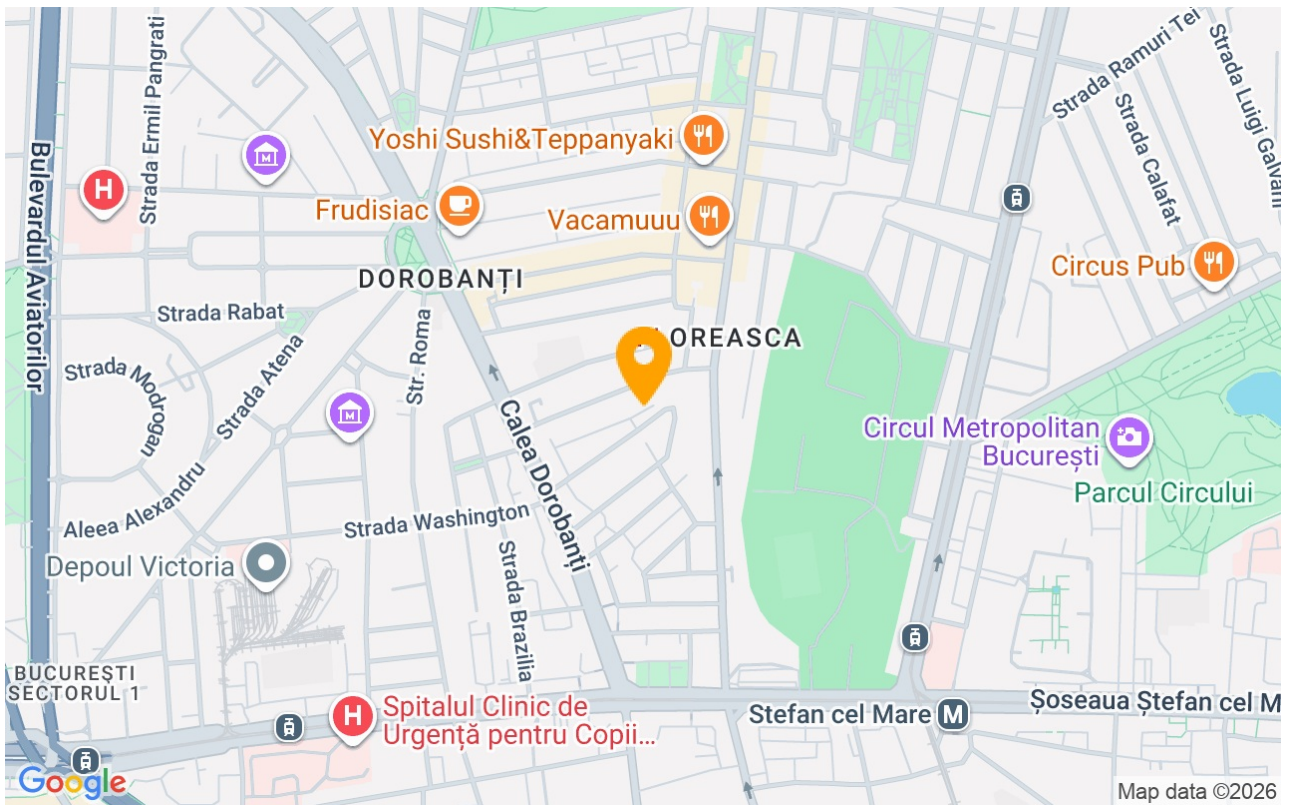 Strada Ermil Pangrati
Strada Ramuri Tei
Strada Luigi Galvani
Strada Calafat
Bulevardul Aviatorilor
Yoshi Sushi&Teppanyaki
H
M
Frudisiac
Vacamuuu
Circus Pub
DOROBANȚI
Strada Rabat
Str. Roma
OREASCA
Strada Modrogan
Strada Atena
M
Calea Dorobanți
Circul Metropolitan
București
Parcul Circului
Aleea Alexandru
Strada Washington
Depoul Victoria
Strada Brazilia
BUCUREȘTI
SECTORUL 1
H
Spitalul Clinic de
Urgență pentru Copii...
Stefan cel Mare M
Șoseaua Ștefan cel M
Google
Map data ©2026